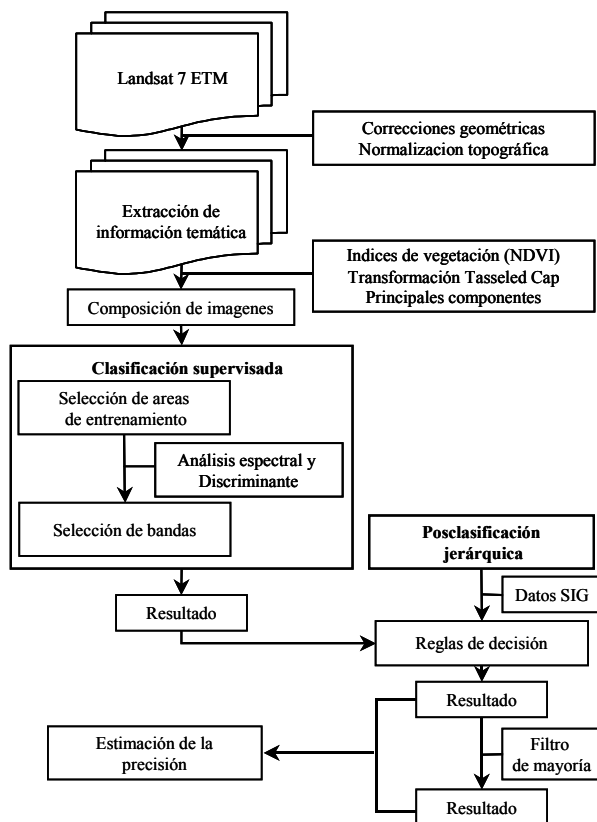 Landsat 7 ETM
Correcciones geométricas
Normalizacion topográfica
Extracción de
información temática
Indices de vegetación (NDVI)
Transformación Tasseled Cap
Principales componentes
Composición de imagenes
Clasificación supervisada
Selección de areas
de entrenamiento
Análisis espectral y
Discriminante
Selección de bandas
Posclasificación
jerárquica
Datos SIG
Resultado
Reglas de decisión
Resultado
Estimación de la
precisión
Filtro
de mayoría
Resultado